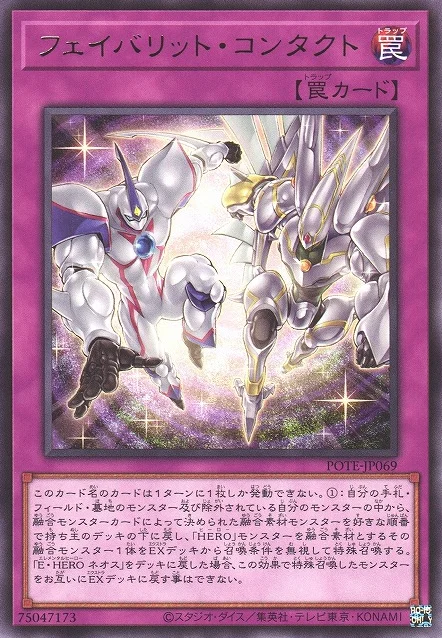 フェイバリット・コンタクト
トラップ
罠
トラップ
【罠カード】
POTE-JP069
このカード名のカードは1ターンに1枚しか発動できない。①：自分の手札・
フィールド・墓地のモンスター及び除外されている自分のモンスターの中から、
融合モンスターカードによって決められた融合素材モンスターを好きな順番
で持ち主のデッキの下に戻し、「HERO」モンスターを融合素材とするその
融合モンスター1体をEXデッキから召喚条件を無視して特殊召喚する。
「E・HERO ネオス」をデッキに戻した場合、この効果で特殊召喚したモンスター
をお互いにEXデッキに戻す事はできない。
75047173
©スタジオ・ダイス/集英社・テレビ東京・KONAMI